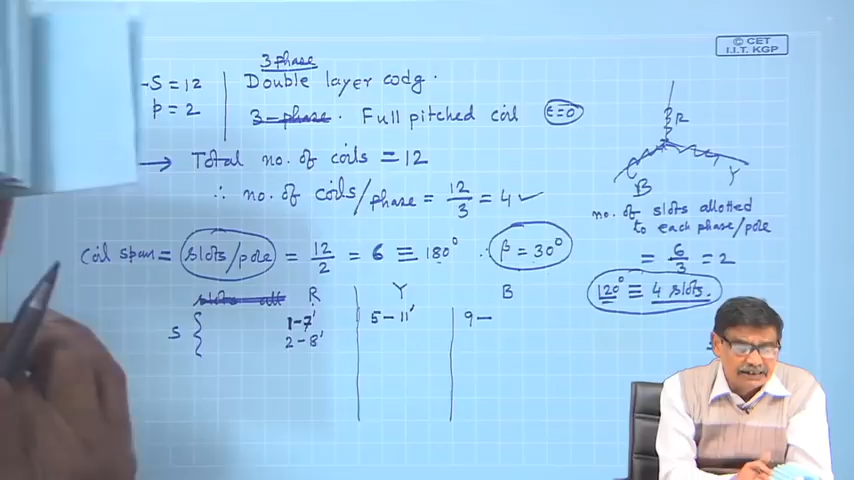 © CET
I.I.T. KGP
3 phase
S = 12
Double layer codg.
p = 2
3-phase. Full pitched coil ε=0
→ Total no. of coils = 12
∴ no. of coils/phase = 12/3 = 4 ✓
Coil span = slots/pole = 12/2 = 6 ≡ 180° ∴ β = 30°
R
B
Y
no. of slots allotted
to each phase/pole
= 6/3 = 2
120° ≡ 4 slots.
R Y B
S { 1-7' 5-11' 9-
2-8'